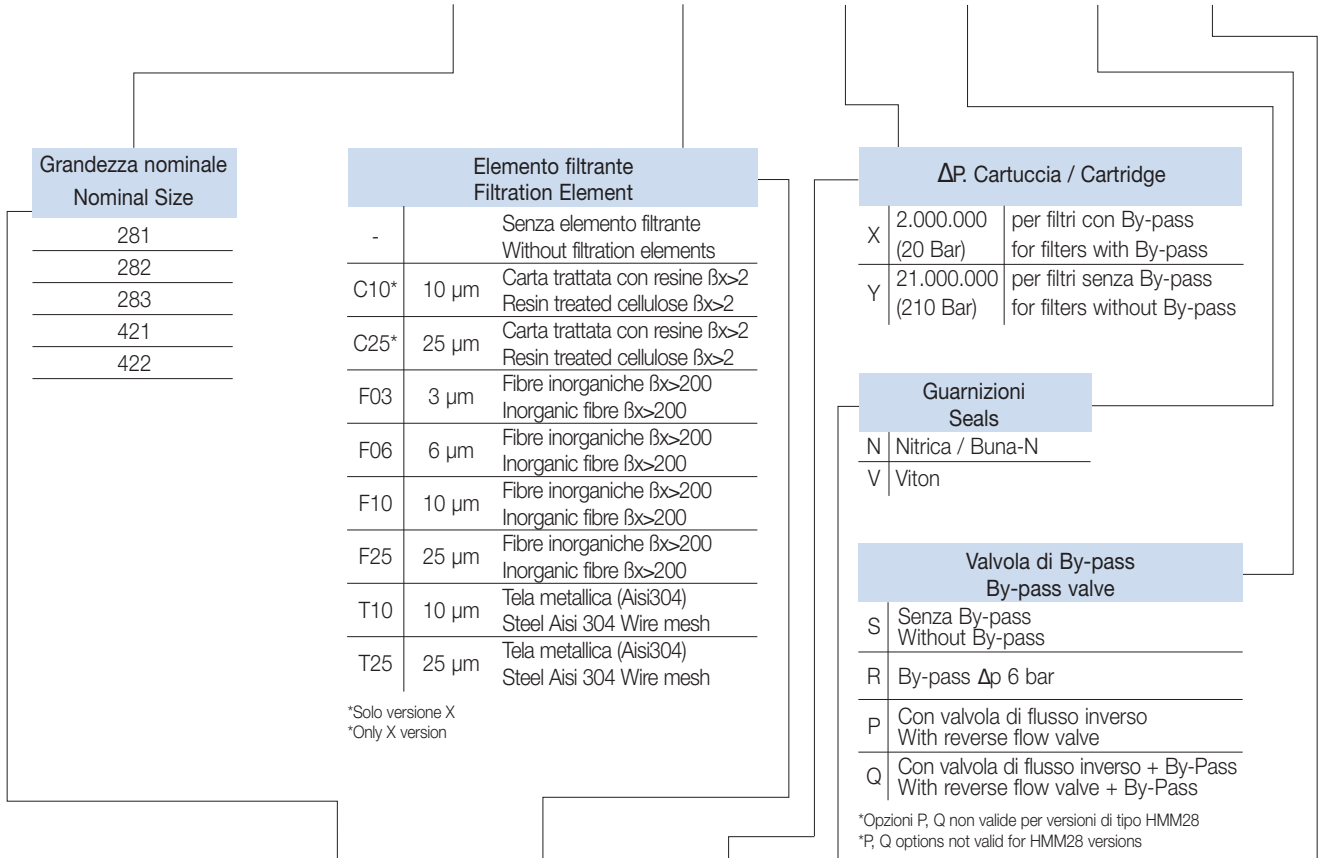 Grandezza nominale
Nominal Size
281
282
283
421
422
Elemento filtrante
Filtration Element
-
Senza elemento filtrante
Without filtration elements
C10* 10 µm Carta trattata con resine ßx>2
Resin treated cellulose ßx>2
C25* 25 µm Carta trattata con resine ßx>2
Resin treated cellulose ßx>2
F03 3 µm Fibre inorganiche ßx>200
Inorganic fibre ßx>200
F06 6 µm Fibre inorganiche ßx>200
Inorganic fibre ßx>200
F10 10 µm Fibre inorganiche ßx>200
Inorganic fibre ßx>200
F25 25 µm Fibre inorganiche ßx>200
Inorganic fibre ßx>200
T10 10 µm Tela metallica (Aisi304)
Steel Aisi 304 Wire mesh
T25 25 µm Tela metallica (Aisi304)
Steel Aisi 304 Wire mesh
*Solo versione X
*Only X version
ΔP. Cartuccia / Cartridge
X 2.000.000 per filtri con By-pass
(20 Bar) for filters with By-pass
Y 21.000.000 per filtri senza By-pass
(210 Bar) for filters without By-pass
Guarnizioni
Seals
N Nitrica / Buna-N
V Viton
Valvola di By-pass
By-pass valve
S Senza By-pass
Without By-pass
R By-pass Δp 6 bar
P Con valvola di flusso inverso
With reverse flow valve
Q Con valvola di flusso inverso + By-Pass
With reverse flow valve + By-Pass
*Opzioni P, Q non valide per versioni di tipo HMM28
*P, Q options not valid for HMM28 versions